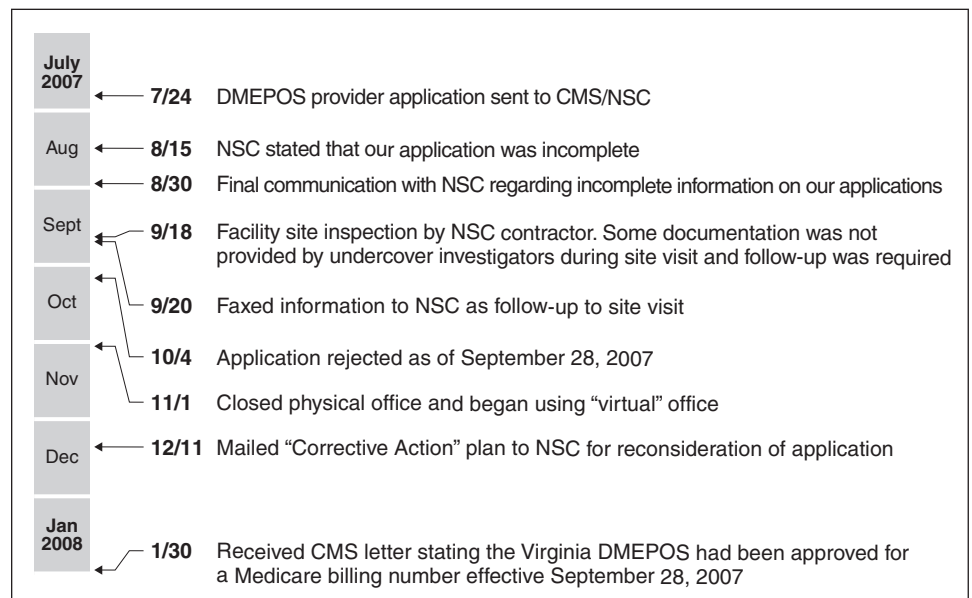 July
2007
7/24 DMEPOS provider application sent to CMS/NSC
Aug
8/15 NSC stated that our application was incomplete
8/30 Final communication with NSC regarding incomplete information on our applications
Sept
9/18 Facility site inspection by NSC contractor. Some documentation was not
provided by undercover investigators during site visit and follow-up was required
Oct
9/20 Faxed information to NSC as follow-up to site visit
10/4 Application rejected as of September 28, 2007
Nov
11/1 Closed physical office and began using “virtual” office
Dec
12/11 Mailed “Corrective Action” plan to NSC for reconsideration of application
Jan
2008
1/30 Received CMS letter stating the Virginia DMEPOS had been approved for
a Medicare billing number effective September 28, 2007